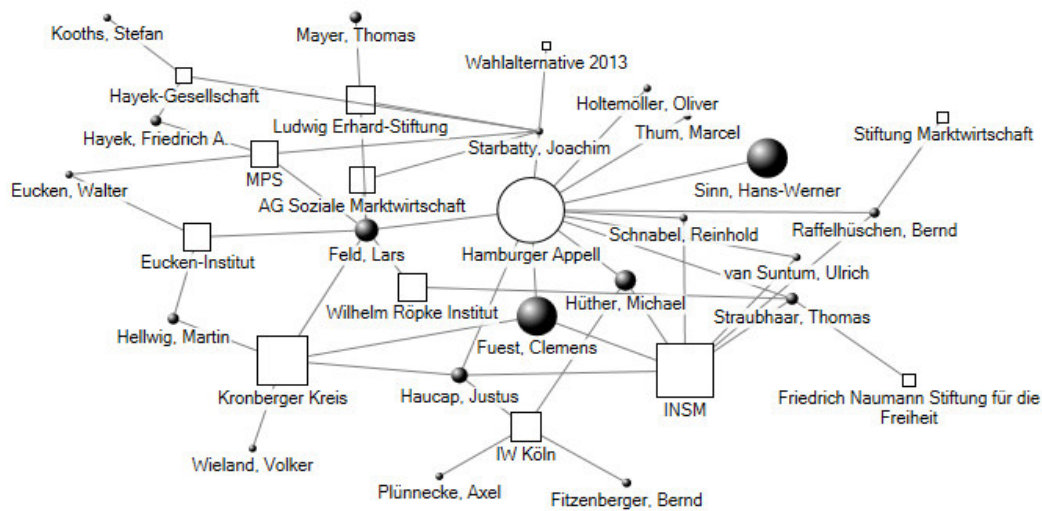 Kooths, Stefan
Mayer, Thomas
Wahlalternative 2013
Hayek-Gesellschaft
Holtemöller, Oliver
Ludwig Erhard-Stiftung
Thum, Marcel
Stiftung Marktwirtschaft
Hayek, Friedrich A.
Starbatty, Joachim
MPS
Sinn, Hans-Werner
Eucken, Walter
AG Soziale Marktwirtschaft
Raffelhüschen, Bernd
Schnabel, Reinhold
Eucken-Institut
Feld, Lars
Hamburger Appell
van Suntum, Ulrich
Wilhelm Röpke Institut
Hüther, Michael
Straubhaar, Thomas
Hellwig, Martin
Fuest, Clemens
Kronberger Kreis
Haucap, Justus
INSM
Friedrich Naumann Stiftung für die
Freiheit
IW Köln
Wieland, Volker
Plünnecke, Axel
Fitzenberger, Bernd